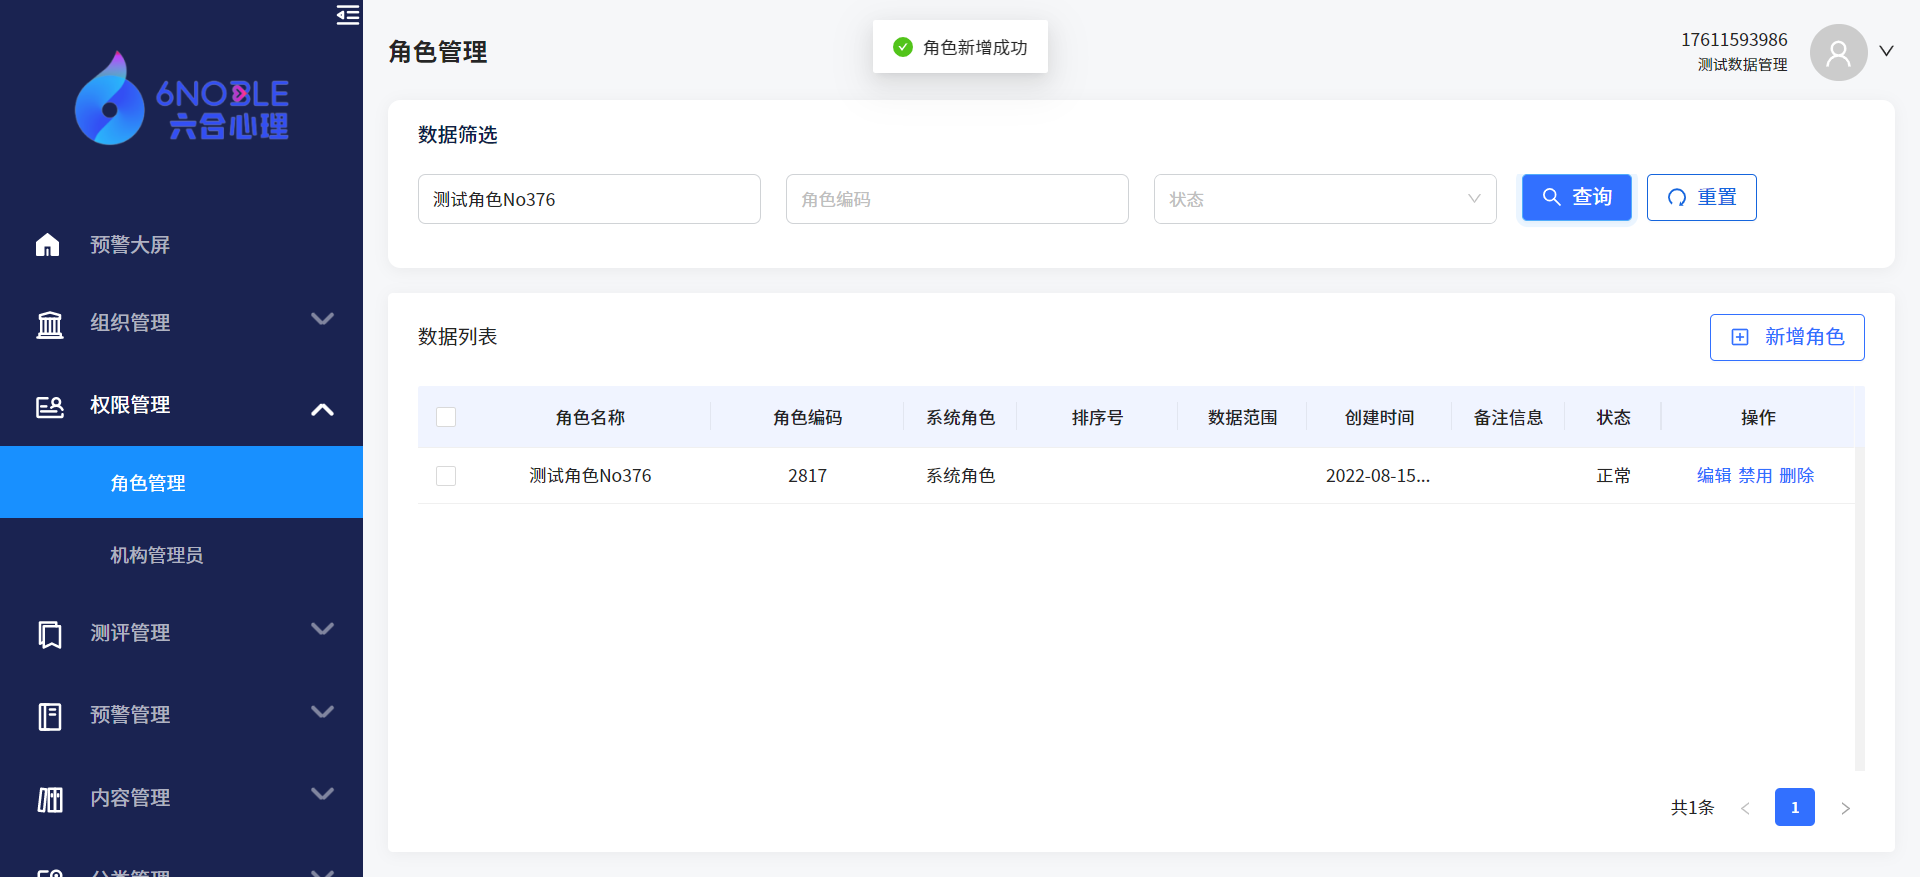 6NOBLE
六合心理
预警大屏
组织管理
权限管理
角色管理
机构管理员
测评管理
预警管理
内容管理
分类管理
角色管理
角色新增成功
17611593986
测试数据管理
数据筛选
测试角色No376 角色编码 状态 查询 重置
数据列表
新增角色
角色名称 角色编码 系统角色 排序号 数据范围 创建时间 备注信息 状态 操作
测试角色No376 2817 系统角色 2022-08-15... 正常 编辑 禁用 删除
共1条 < 1 >